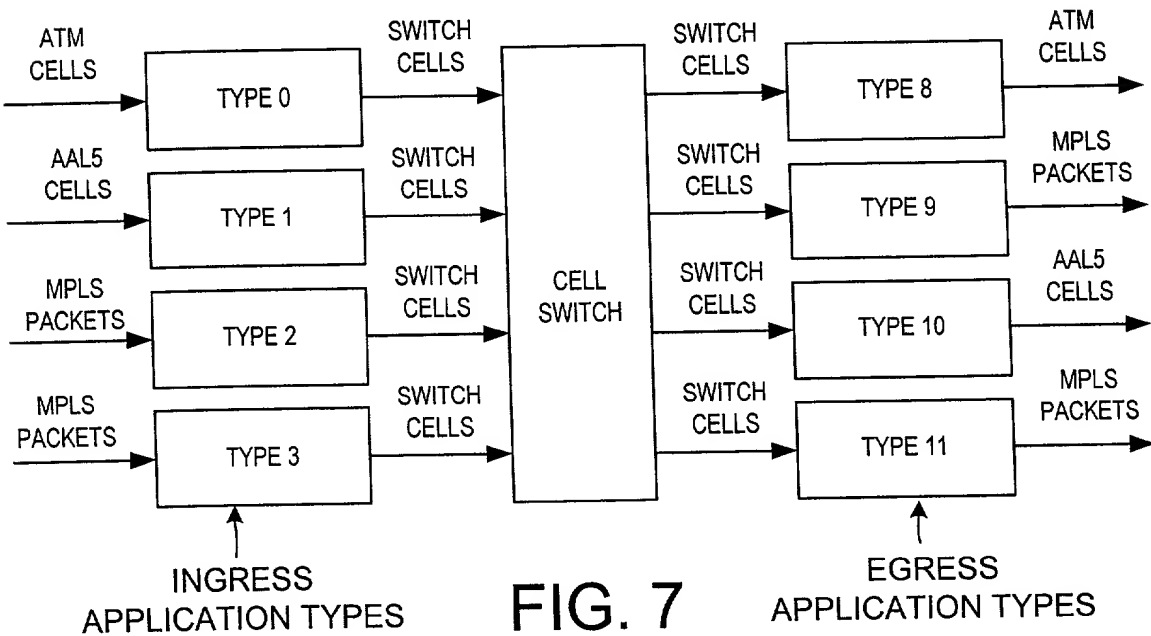 ATM
CELLS
TYPE 0
SWITCH
CELLS
SWITCH
CELLS
TYPE 8
ATM
CELLS
AAL5
CELLS
TYPE 1
SWITCH
CELLS
SWITCH
CELLS
TYPE 9
MPLS
PACKETS
MPLS
PACKETS
TYPE 2
SWITCH
CELLS
CELL
SWITCH
SWITCH
CELLS
TYPE 10
AAL5
CELLS
MPLS
PACKETS
TYPE 3
SWITCH
CELLS
SWITCH
CELLS
TYPE 11
MPLS
PACKETS
INGRESS
APPLICATION TYPES
FIG. 7
EGRESS
APPLICATION TYPES